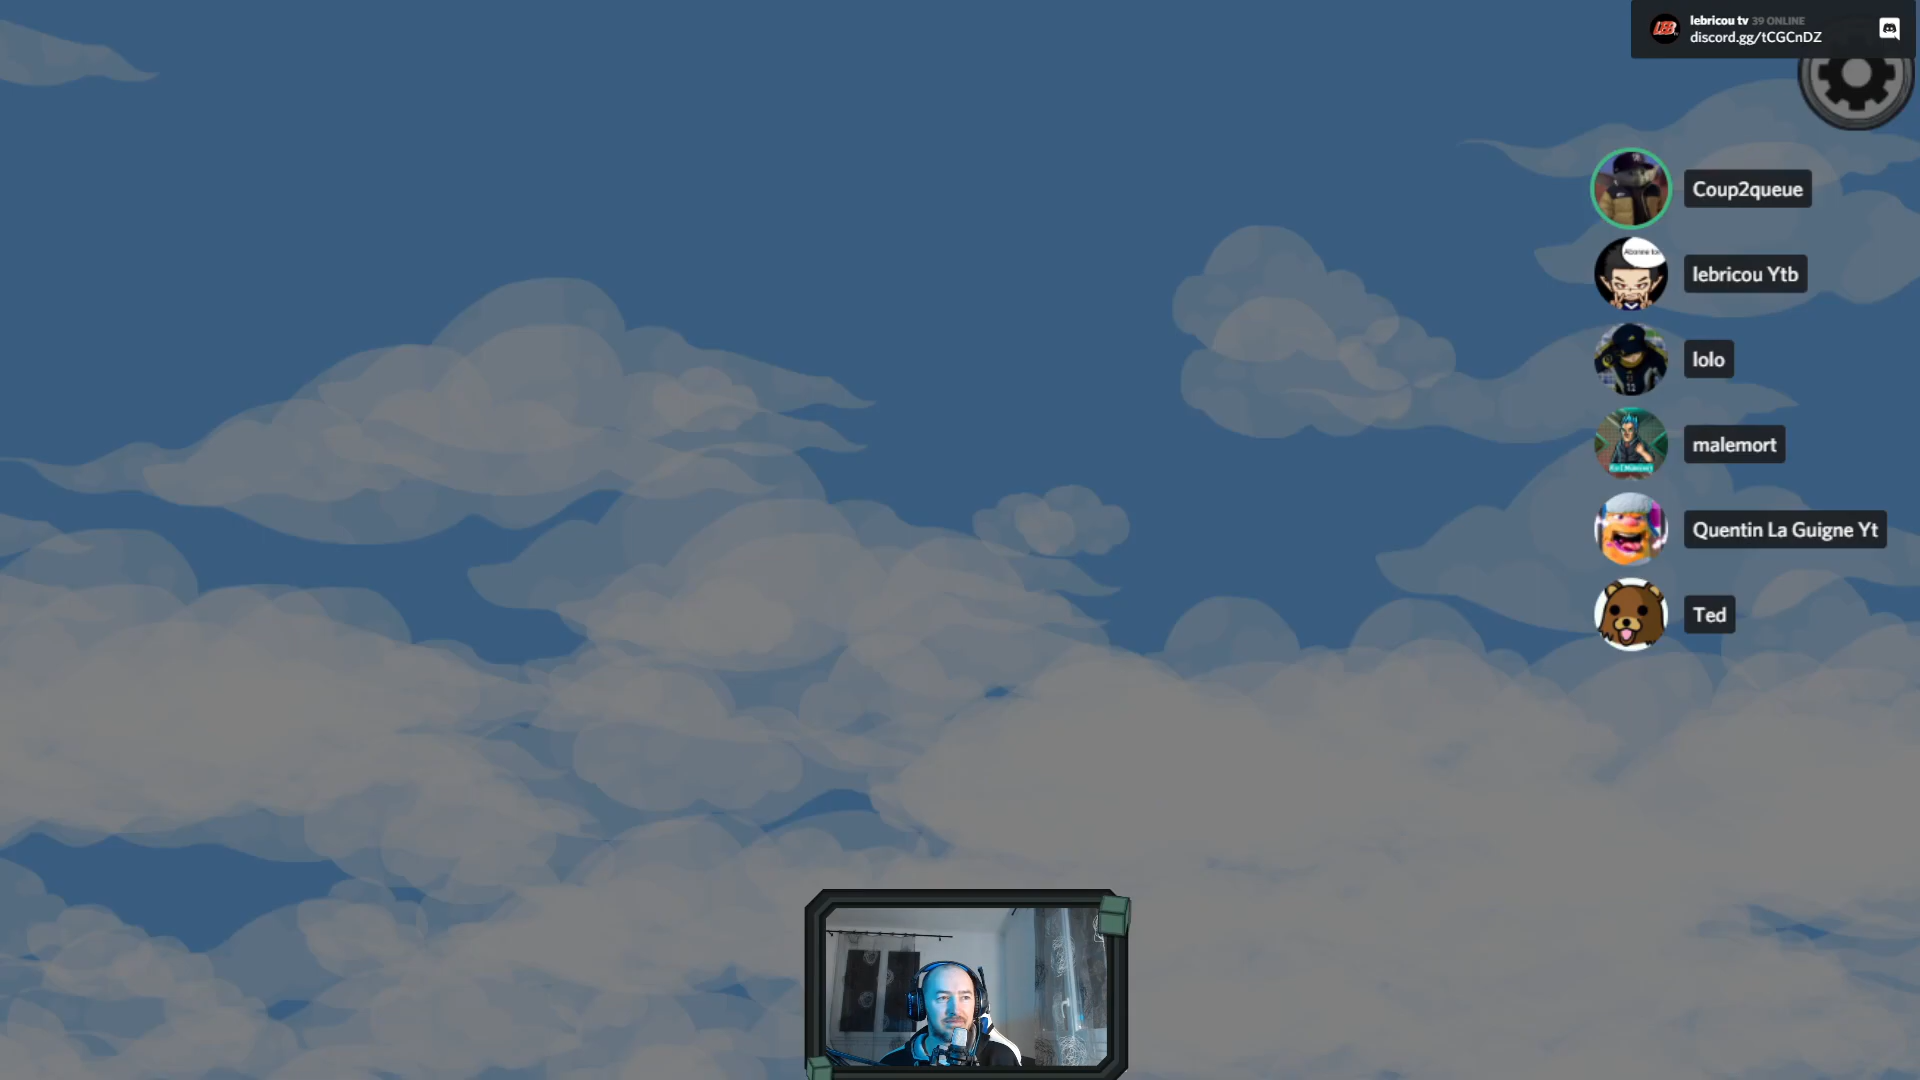 lebricou tv 39 ONLINE
discord.gg/tCGCnDZ
Coup2queue
lebricou Ytb
lolo
malemort
Quentin La Guigne Yt
Ted